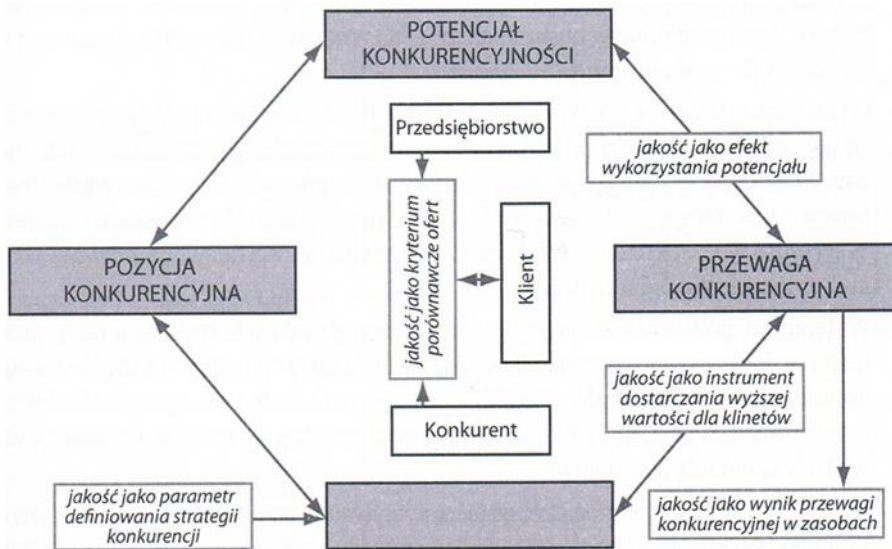 POTENCJAŁ
KONKURENCYJNOŚCI
Przedsiębiorstwo
jakość jako efekt
wykorzystania potencjału
jakość jako kryterium
porównawcze ofert
Klient
POZYCJA
KONKURENCYJNA
PRZEWAGA
KONKURENCYJNA
jakość jako instrument
dostarczania wyższej
wartości dla klinetów
Konkurent
jakość jako parametr
definiowania strategii
konkurencji
jakość jako wynik przewagi
konkurencyjnej w zasobach